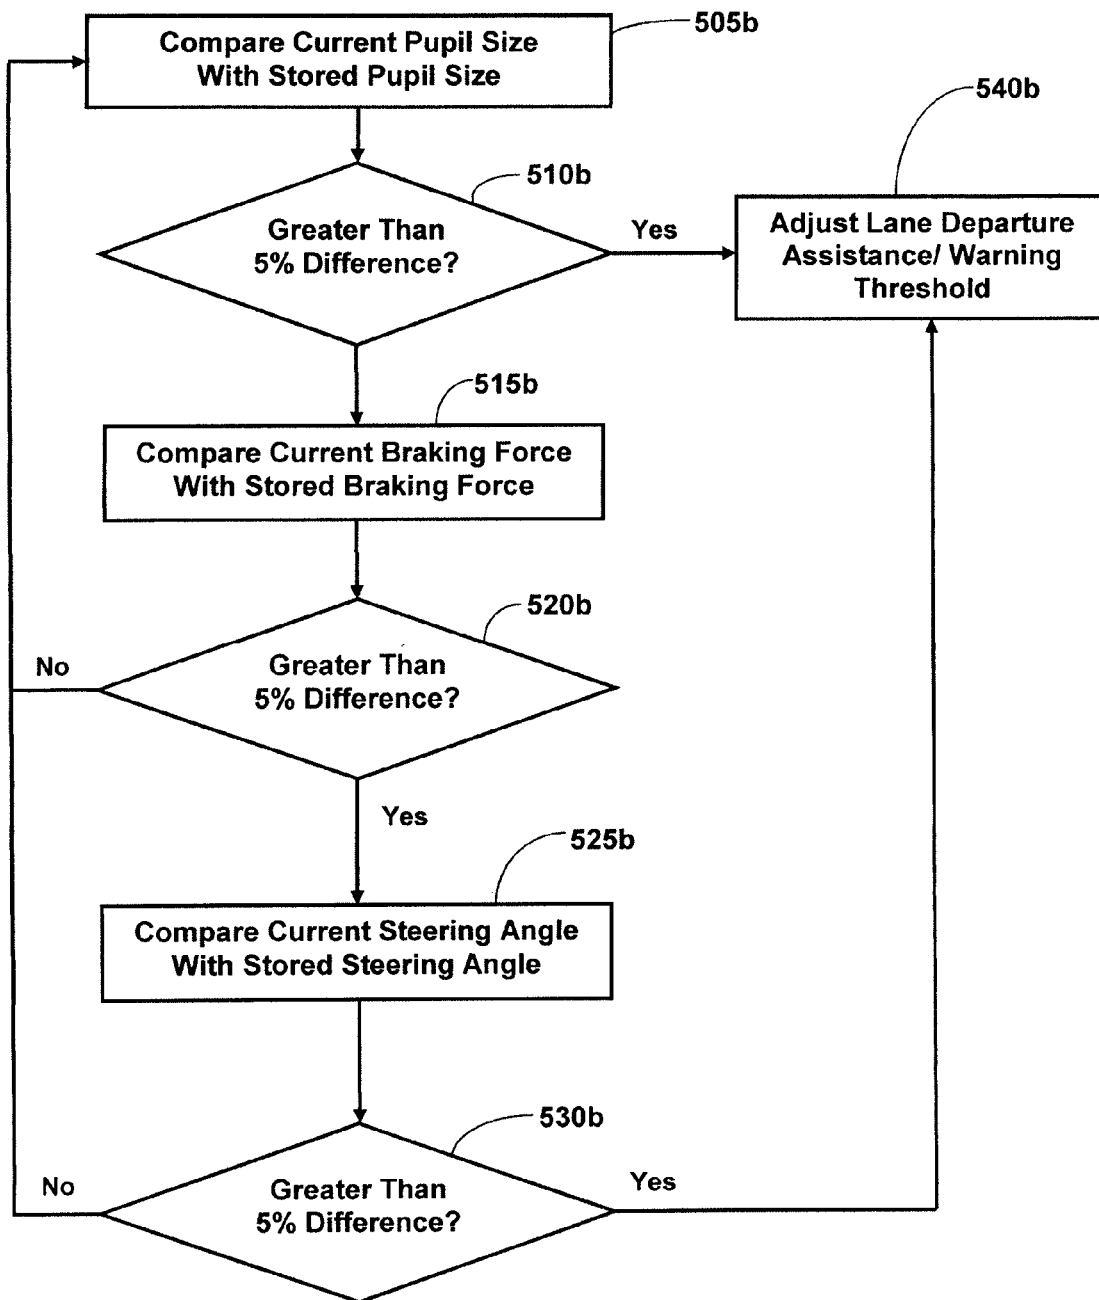 Compare Current Pupil Size
With Stored Pupil Size
505b
540b
510b
Greater Than
5% Difference?
Yes
Adjust Lane Departure
Assistance/ Warning
Threshold
515b
Compare Current Braking Force
With Stored Braking Force
520b
No
Greater Than
5% Difference?
Yes
525b
Compare Current Steering Angle
With Stored Steering Angle
530b
No
Greater Than
5% Difference?
Yes